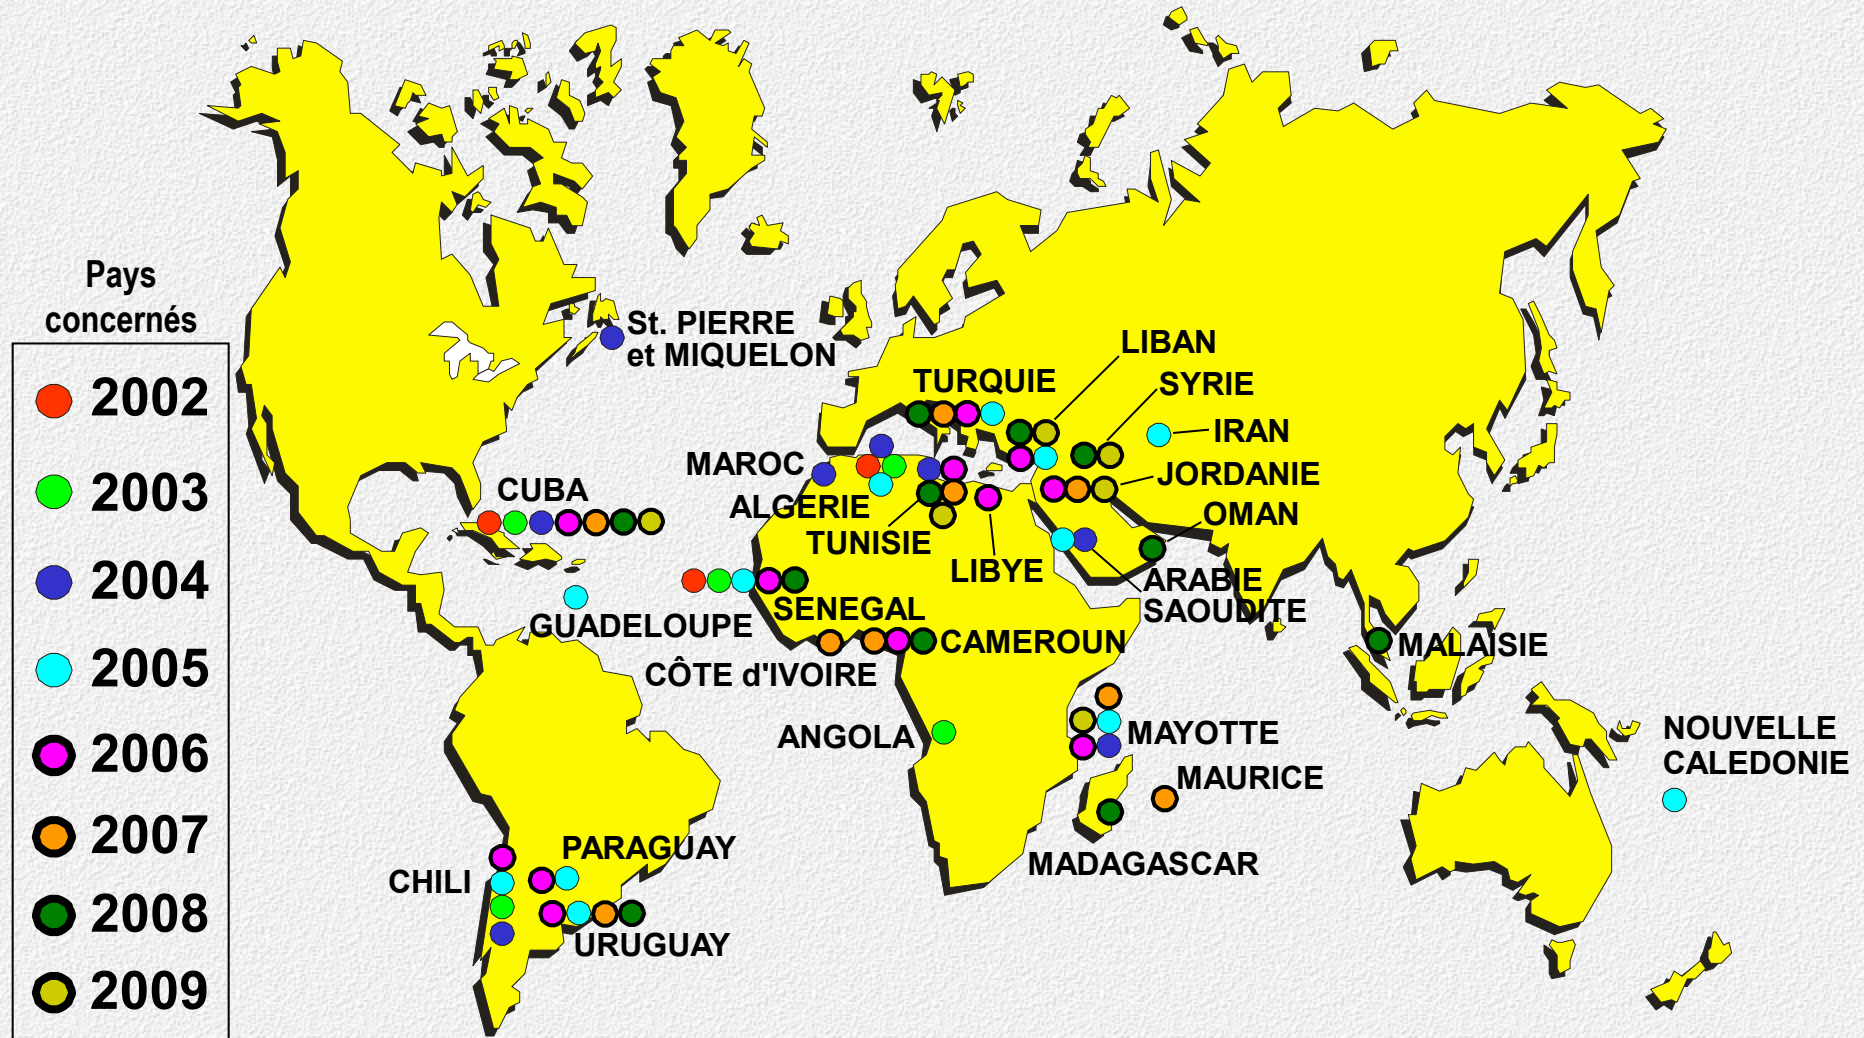 Pays
concernés
2002
2003
2004
2005
2006
2007
2008
2009
St. PIERRE
et MIQUELON
LIBAN
TURQUIE
SYRIE
IRAN
MAROC
JORDANIE
CUBA
ALGERIE
OMAN
TUNISIE
LIBYE
ARABIE
SAOUDITE
SENEGAL
GUADELOUPE
CAMEROUN
MALAISIE
CÔTE d'IVOIRE
ANGOLA
MAYOTTE
NOUVELLE
CALEDONIE
MAURICE
PARAGUAY
MADAGASCAR
CHILI
URUGUAY